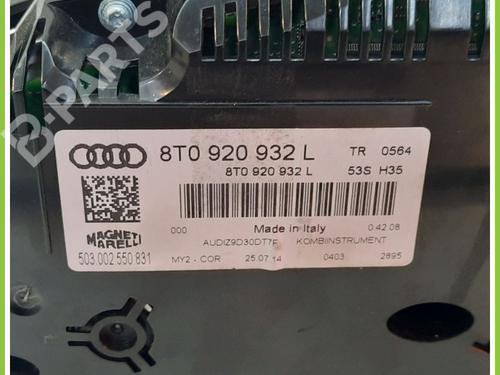 B-PARTS
8T0 920 932 L TR 0564
8T0 920 932 L 53S H35
000 Made in Italy 0.42.08
MAGNETI MARELLI AUDIZ9D30DT7F KOMBIINSTRUMENT
503.002.550.831 MY2 - COR 25.07.14 0403 2895